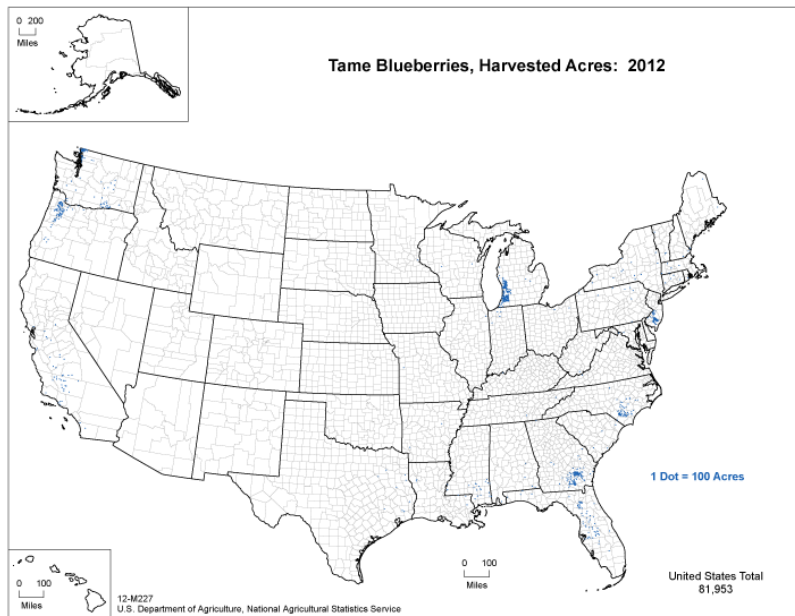 0 200
Miles
Tame Blueberries, Harvested Acres: 2012
1 Dot = 100 Acres
0 100
Miles
0 100
Miles
United States Total
81,953
12-M227
U.S. Department of Agriculture, National Agricultural Statistics Service